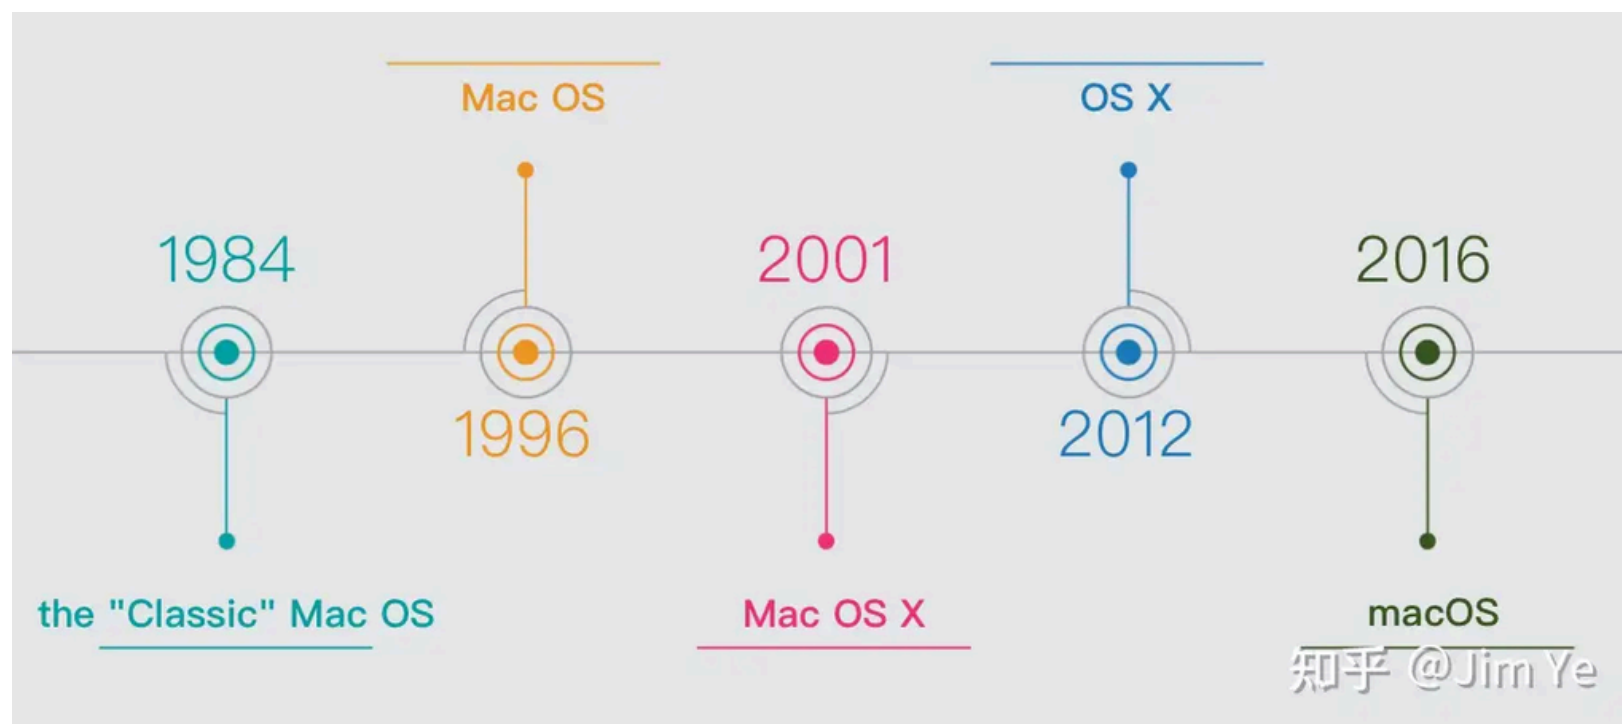 Mac OS
OS X
1984
2001
2016
1996
2012
the "Classic" Mac OS
Mac OS X
macOS
知乎 @Jim Ye